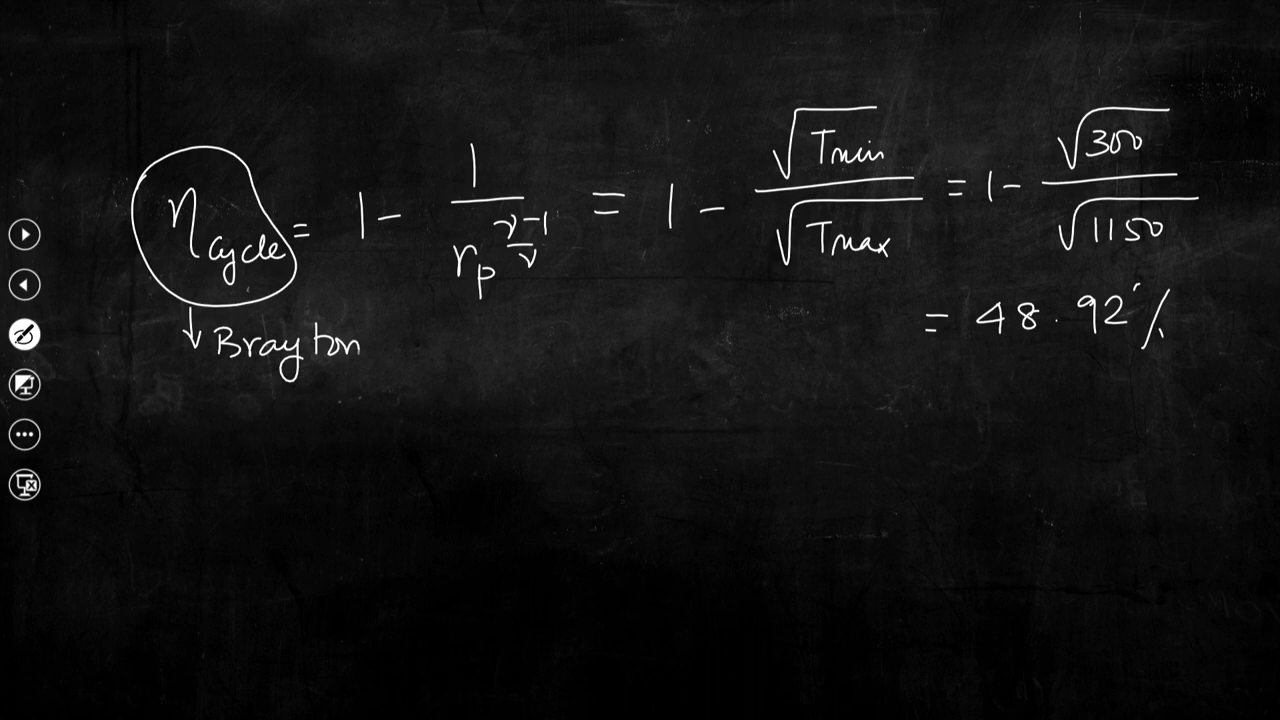 η cycle = 1 - 1 / r_p^((γ-1)/γ) = 1 - √Tmin / √Tmax = 1 - √300 / √1150
= 48.92%
↓ Brayton